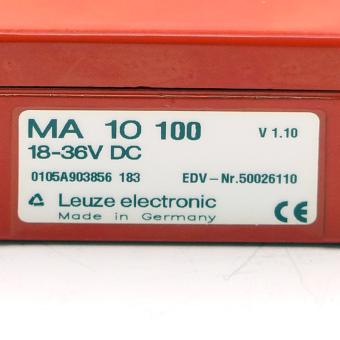 MA 10 100 V 1.10
18-36V DC
0105A903856 183 EDV-Nr.50026110
Leuze electronic
Made in Germany CE